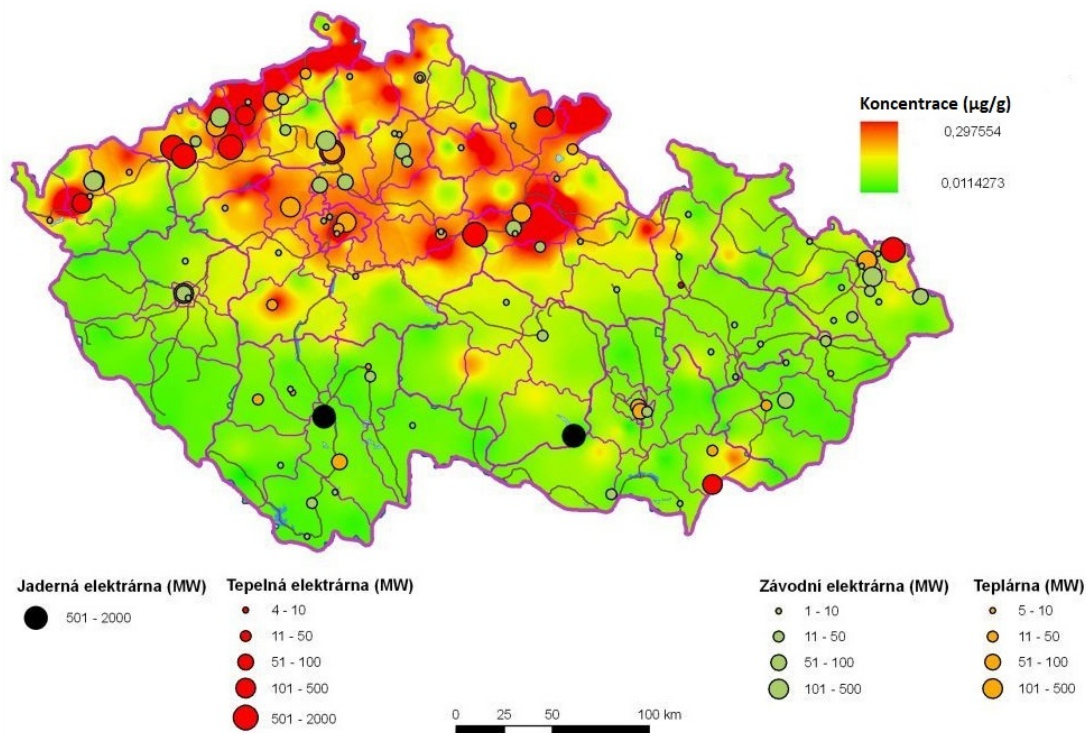 Koncentrace (µg/g)
0,297554
0,0114273
Jaderná elektrárna (MW)
501 - 2000
Tepelná elektrárna (MW)
4 - 10
11 - 50
51 - 100
101 - 500
501 - 2000
Závodní elektrárna (MW)
1 - 10
11 - 50
51 - 100
101 - 500
Teplárna (MW)
5 - 10
11 - 50
51 - 100
101 - 500
0 25 50 100 km